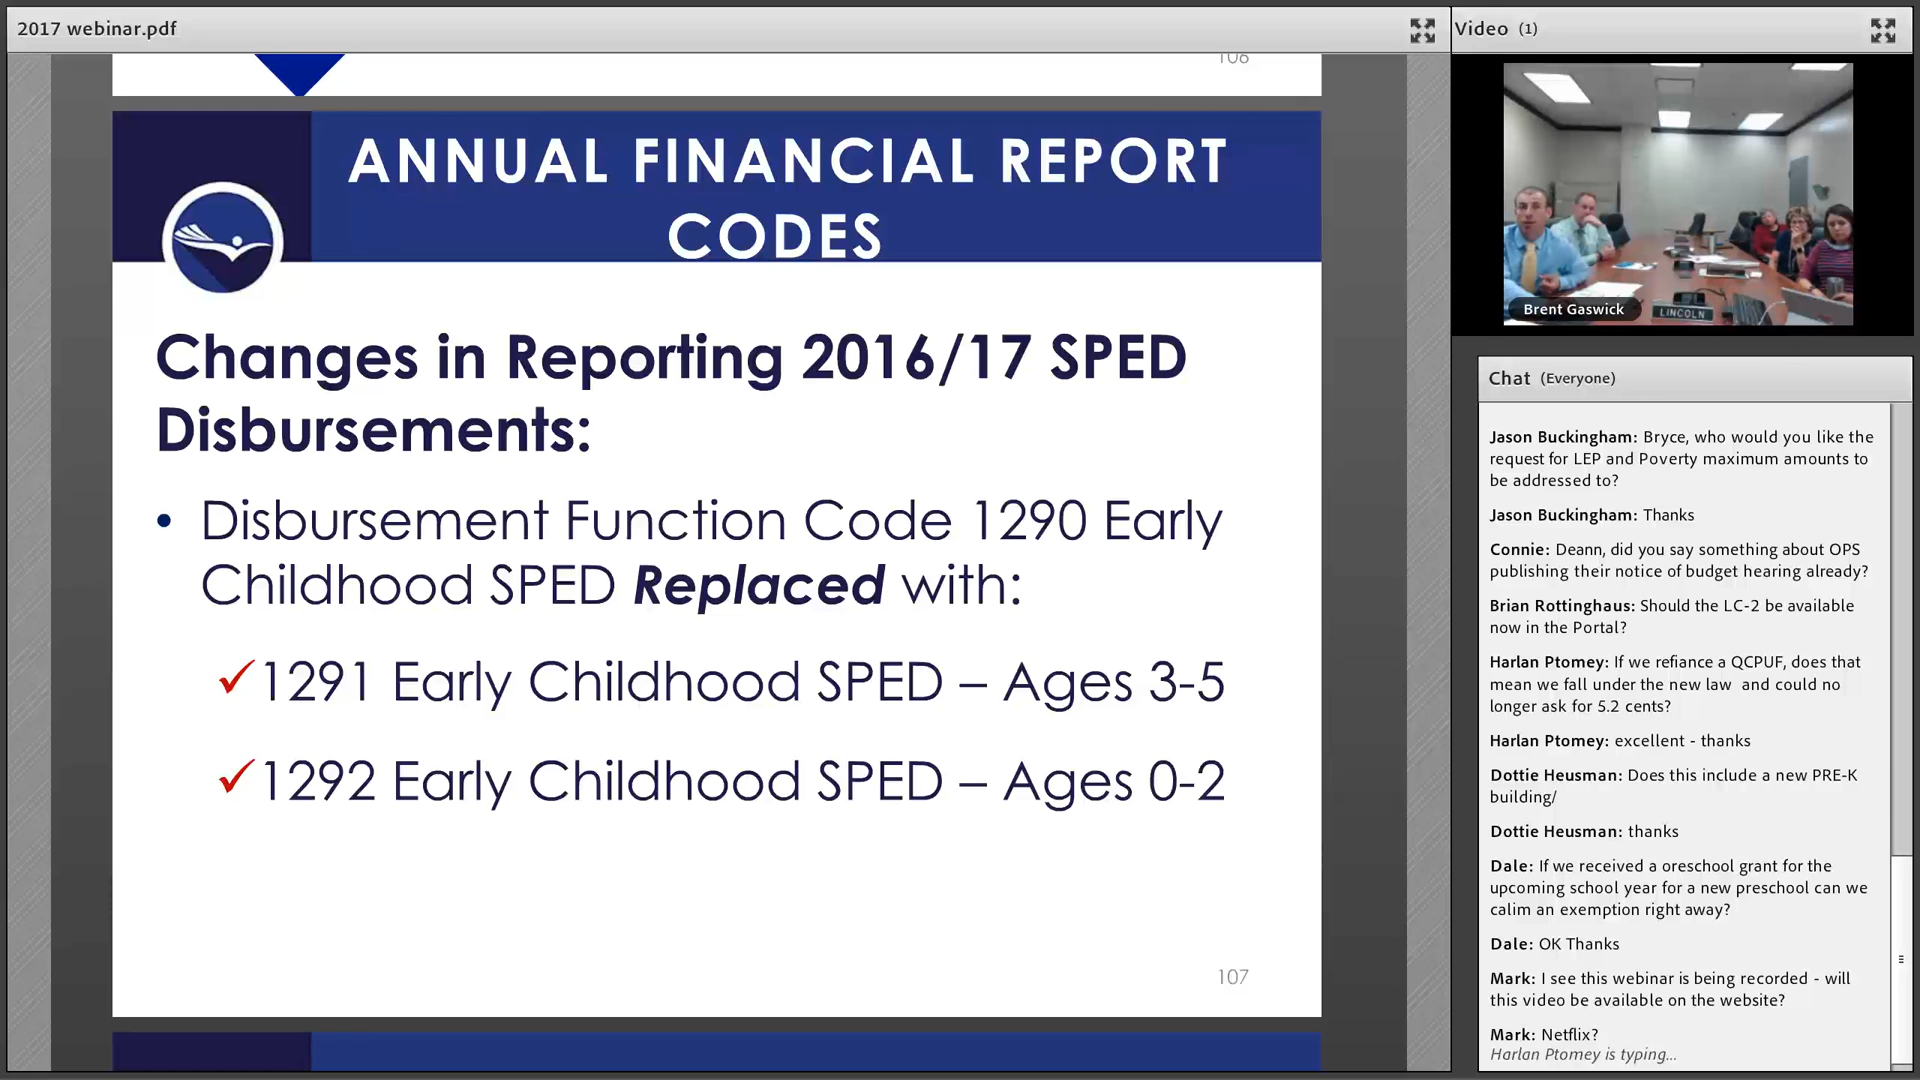 2017 webinar.pdf
106
ANNUAL FINANCIAL REPORT
CODES
Changes in Reporting 2016/17 SPED
Disbursements:
• Disbursement Function Code 1290 Early
Childhood SPED Replaced with:
✓1291 Early Childhood SPED – Ages 3-5
✓1292 Early Childhood SPED – Ages 0-2
107
Video (1)
Brent Gaswick
LINCOLN
Chat (Everyone)
Jason Buckingham: Bryce, who would you like the
request for LEP and Poverty maximum amounts to
be addressed to?
Jason Buckingham: Thanks
Connie: Deann, did you say something about OPS
publishing their notice of budget hearing already?
Brian Rottinghaus: Should the LC-2 be available
now in the Portal?
Harlan Ptomey: If we refiance a QCPUF, does that
mean we fall under the new law and could no
longer ask for 5.2 cents?
Harlan Ptomey: excellent - thanks
Dottie Heusman: Does this include a new PRE-K
building/
Dottie Heusman: thanks
Dale: If we received a oreschool grant for the
upcoming school year for a new preschool can we
calim an exemption right away?
Dale: OK Thanks
Mark: I see this webinar is being recorded - will
this video be available on the website?
Mark: Netflix?
Harlan Ptomey is typing...